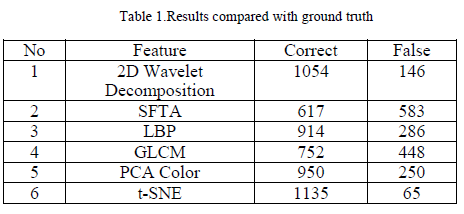 Table 1.Results compared with ground truth
No Feature Correct False
1 2D Wavelet 1054 146
Decomposition
2 SFTA 617 583
3 LBP 914 286
4 GLCM 752 448
5 PCA Color 950 250
6 t-SNE 1135 65